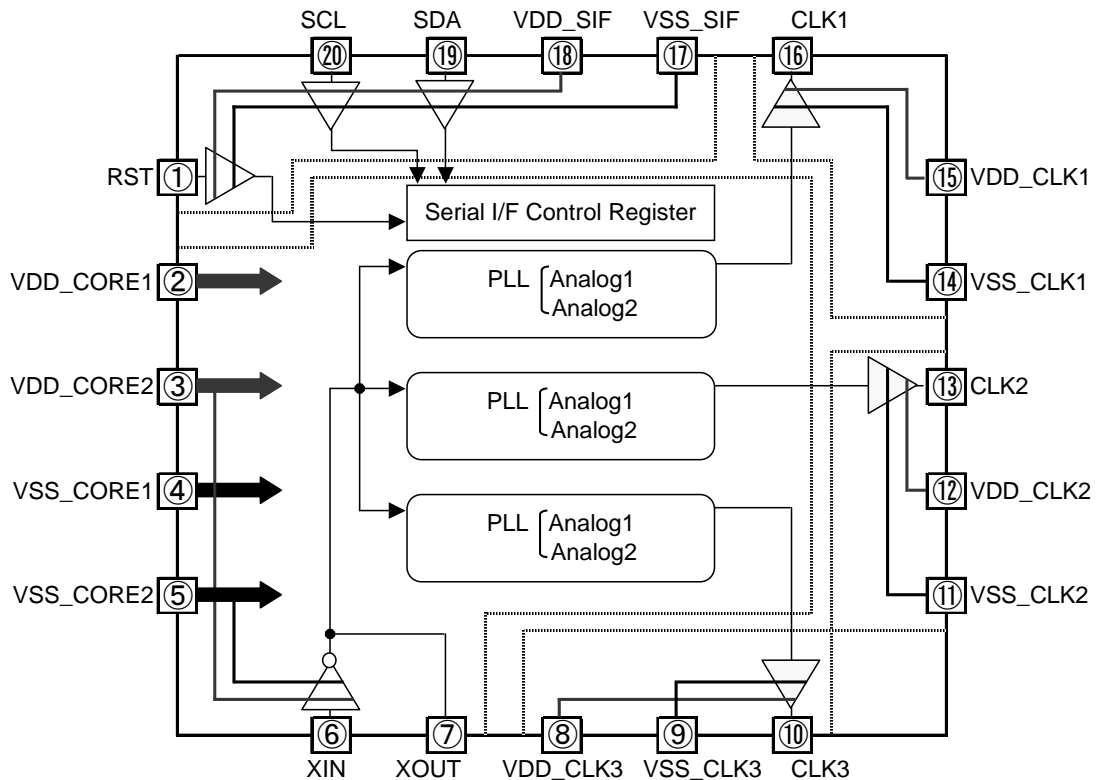 SCL SDA VDD_SIF VSS_SIF CLK1
⑳ ⑲ ⑱ ⑰ ⑯
RST ① ⑮ VDD_CLK1
Serial I/F Control Register
VDD_CORE1 ② ⑭ VSS_CLK1
PLL Analog1
Analog2
VDD_CORE2 ③ ⑬ CLK2
PLL Analog1
Analog2
VSS_CORE1 ④ ⑫ VDD_CLK2
PLL Analog1
Analog2
VSS_CORE2 ⑤ ⑪ VSS_CLK2
⑥ ⑦ ⑧ ⑨ ⑩
XIN XOUT VDD_CLK3 VSS_CLK3 CLK3